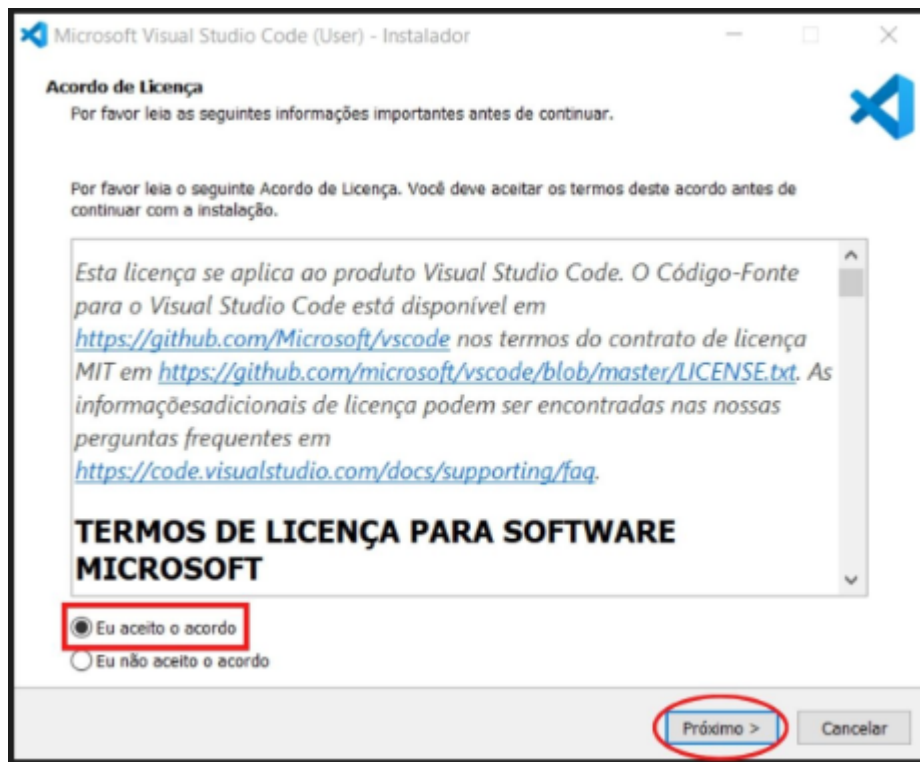 Microsoft Visual Studio Code (User) - Instalador
Acordo de Licença
Por favor leia as seguintes informações importantes antes de continuar.
Por favor leia o seguinte Acordo de Licença. Você deve aceitar os termos deste acordo antes de
continuar com a instalação.
Esta licença se aplica ao produto Visual Studio Code. O Código-Fonte
para o Visual Studio Code está disponível em
https://github.com/Microsoft/vscode nos termos do contrato de licença
MIT em https://github.com/microsoft/vscode/blob/master/LICENSE.txt. As
informaçõesadicionais de licença podem ser encontradas nas nossas
perguntas frequentes em
https://code.visualstudio.com/docs/supporting/faq.
TERMOS DE LICENÇA PARA SOFTWARE
MICROSOFT
Eu aceito o acordo
Eu não aceito o acordo
Próximo >
Cancelar